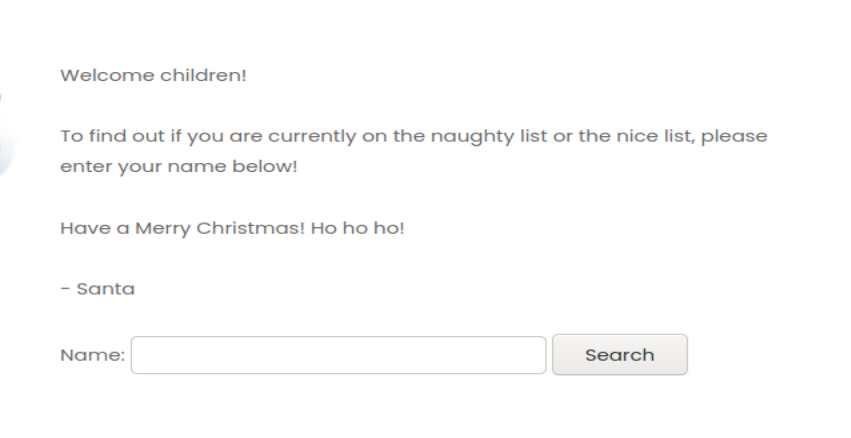 Welcome children!
To find out if you are currently on the naughty list or the nice list, please
enter your name below!
Have a Merry Christmas! Ho ho ho!
- Santa
Name:
Search